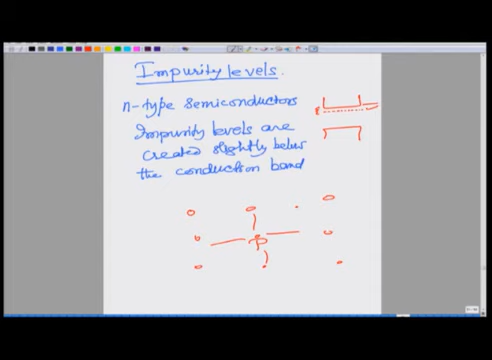 Impurity levels.
n-type semiconductors
Impurity levels are
created slightly below
the conduction band
P